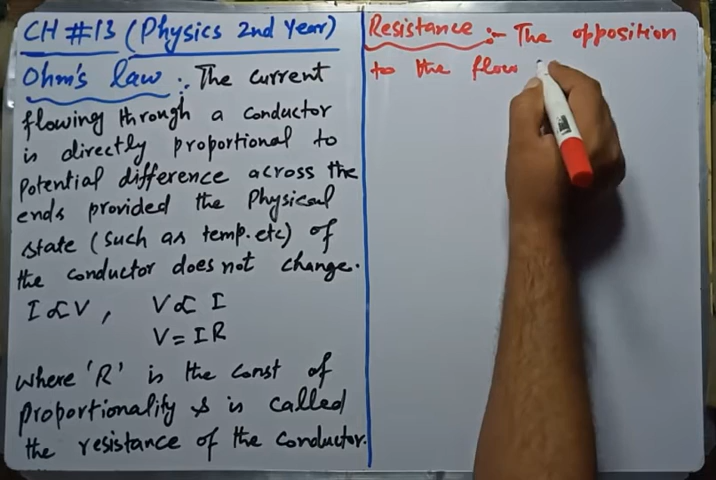 CH #13 (Physics 2nd Year)
Ohm's law :. The current
flowing through a conductor
is directly proportional to
Potential difference across the
ends provided the Physical
state (such as temp. etc) of
the conductor does not change.
I ∝ V , V ∝ I
V = I R
where 'R' is the const of
proportionality & is called
the resistance of the conductor.
Resistance :- The opposition
to the flow